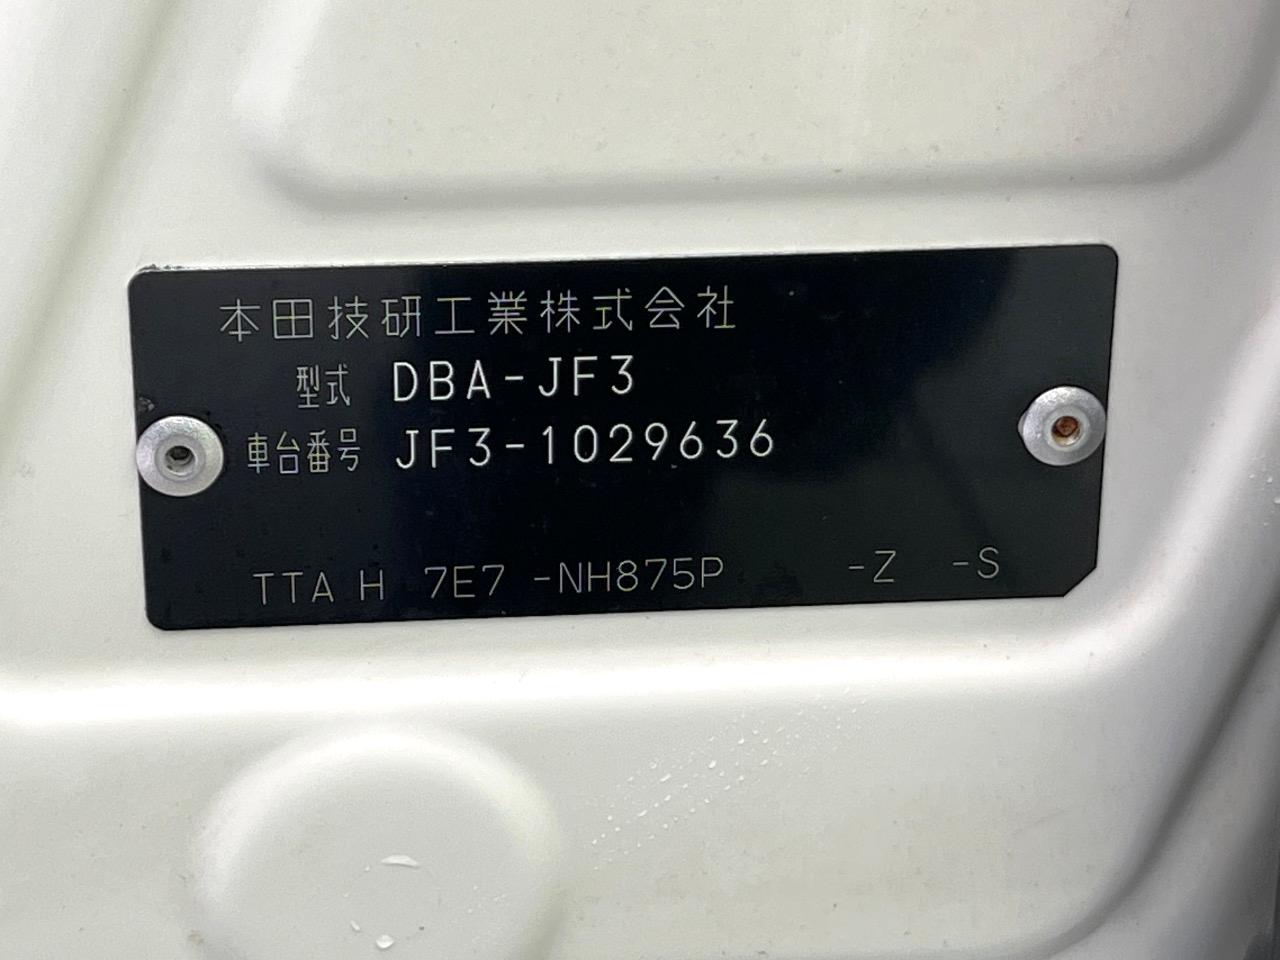 本田技研工業株式会社
型式 DBA-JF3
車台番号 JF3-1029636
TTA H 7E7 -NH875P -Z -S